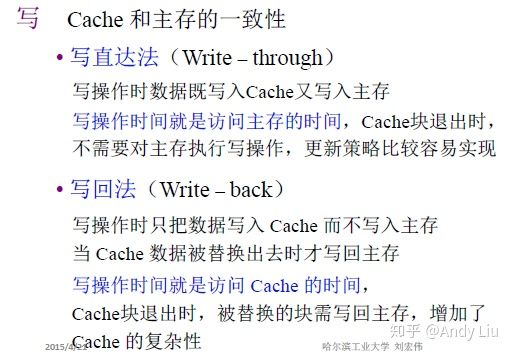 写 Cache 和主存的一致性
• 写直达法（Write – through）
写操作时数据既写入Cache又写入主存
写操作时间就是访问主存的时间，Cache块退出时，
不需要对主存执行写操作，更新策略比较容易实现
• 写回法（Write – back）
写操作时只把数据写入 Cache 而不写入主存
当 Cache 数据被替换出去时才写回主存
写操作时间就是访问 Cache 的时间，
Cache块退出时，被替换的块需写回主存，增加了
Cache 的复杂性
知乎 @Andy Liu
2015/4/21
哈尔滨工业大学 刘宏伟